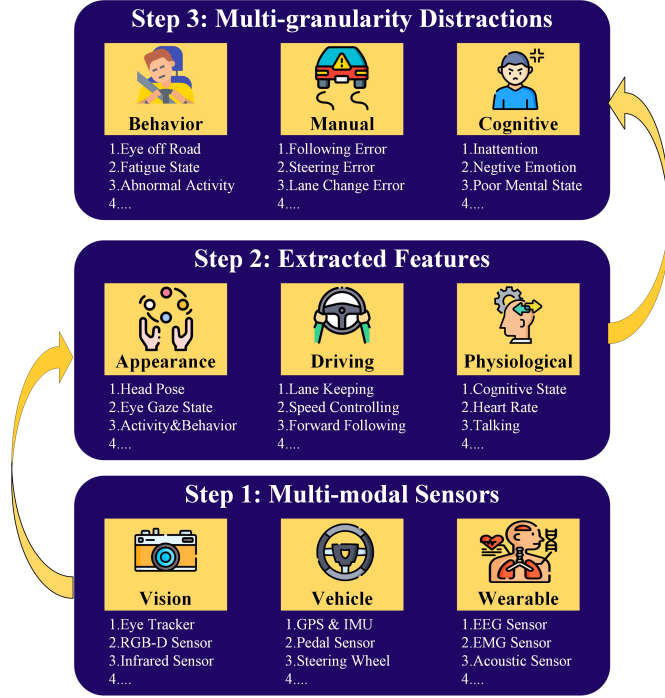 Step 3: Multi-granularity Distractions
Behavior
Manual
Cognitive
1.Eye off Road
2.Fatigue State
3.Abnormal Activity
4....
1.Following Error
2.Steering Error
3.Lane Change Error
4....
1.Inattention
2.Negtive Emotion
3.Poor Mental State
4....
Step 2: Extracted Features
Appearance
Driving
Physiological
1.Head Pose
2.Eye Gaze State
3.Activity&Behavior
4....
1.Lane Keeping
2.Speed Controlling
3.Forward Following
4....
1.Cognitive State
2.Heart Rate
3.Talking
4....
Step 1: Multi-modal Sensors
Vision
Vehicle
Wearable
1.Eye Tracker
2.RGB-D Sensor
3.Infrared Sensor
4....
1.GPS & IMU
2.Pedal Sensor
3.Steering Wheel
4....
1.EEG Sensor
2.EMG Sensor
3.Acoustic Sensor
4....